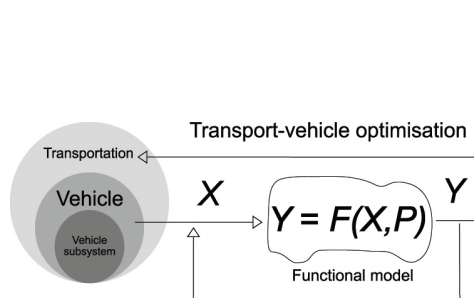 Transport-vehicle optimisation
Transportation
Vehicle
Vehicle
subsystem
X
Y = F(X,P)
Y
Functional model